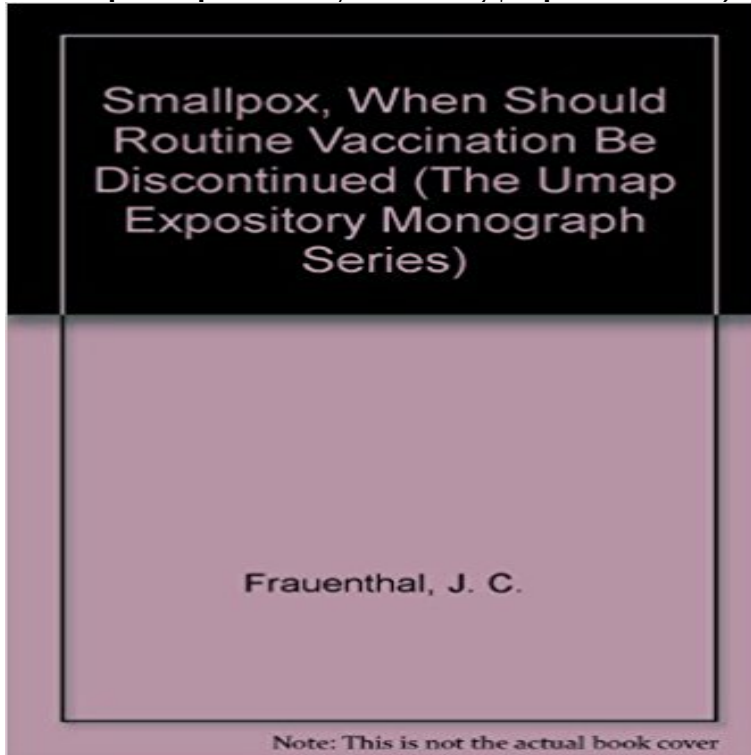 Smallpox, When Should
Routine Vaccination Be
Discontinued (The Umap
Expository Monograph
Series)
Frauenthal, J. C.
Note: This is not the actual book cover